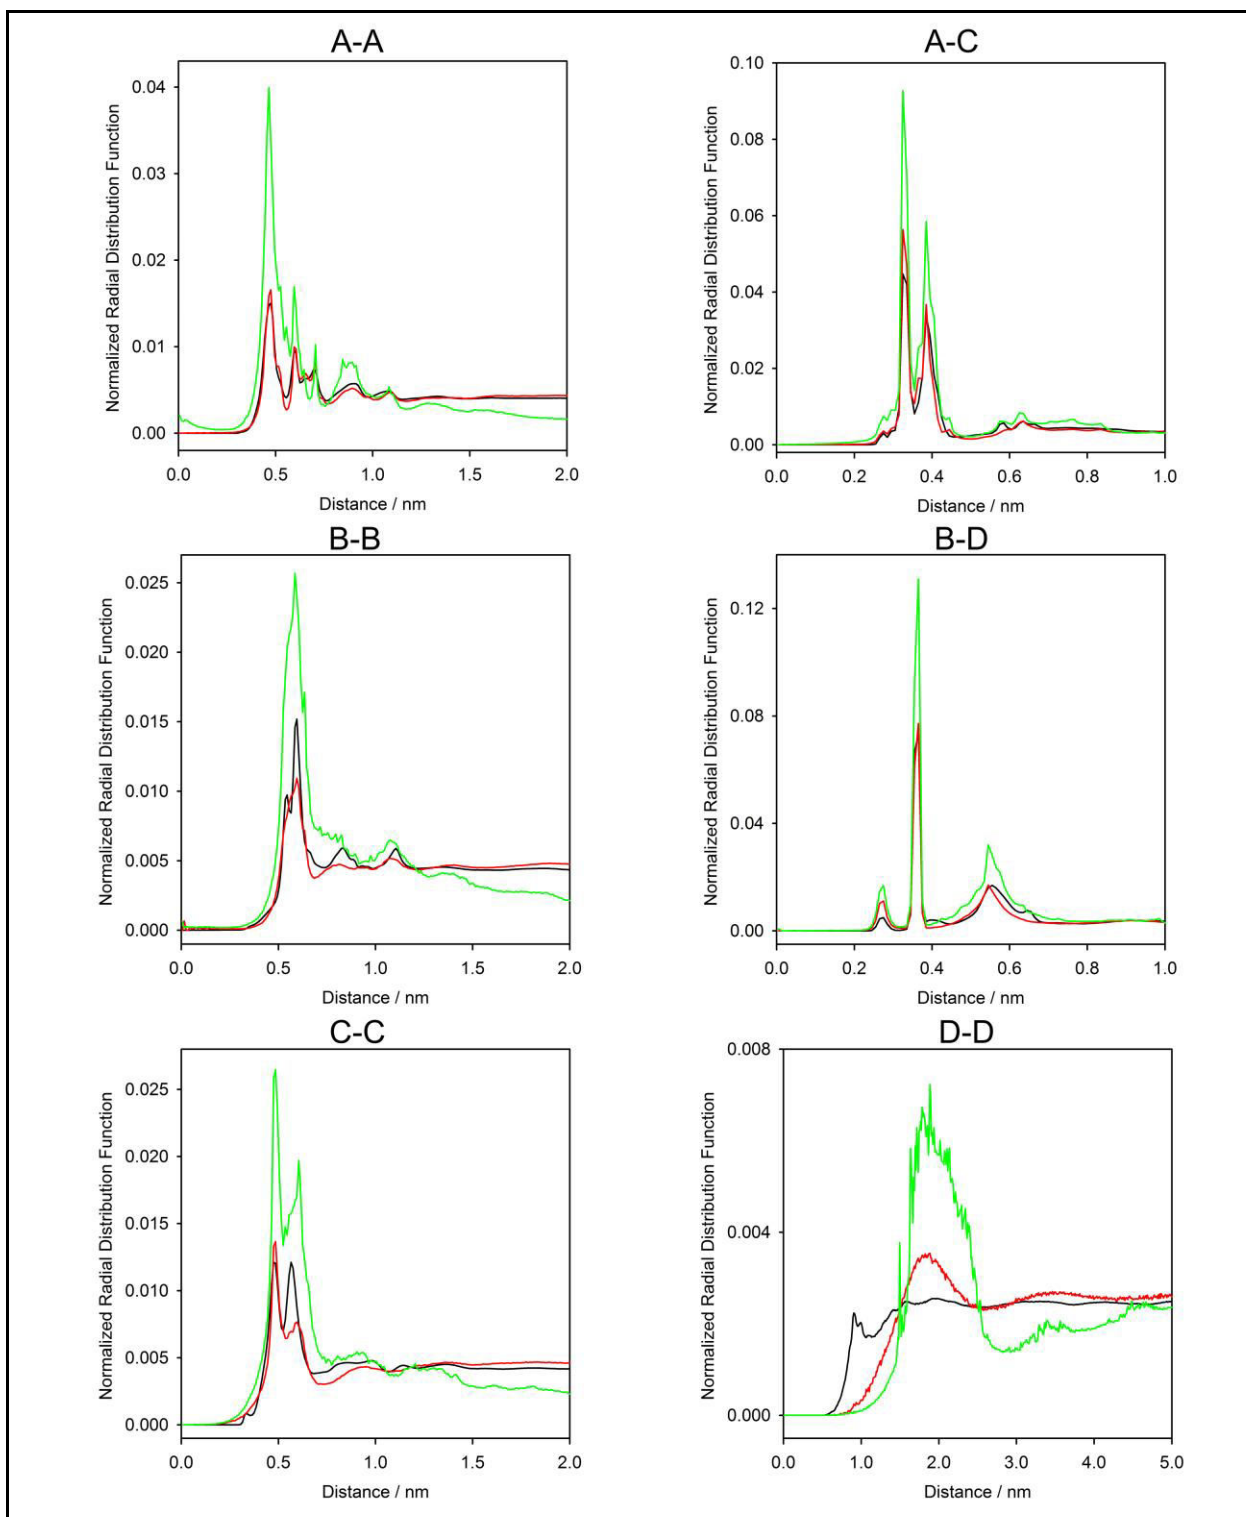 A-A
Normalized Radial Distribution Function
0.04
0.03
0.02
0.01
0.00
0.0 0.5 1.0 1.5 2.0
Distance / nm
A-C
Normalized Radial Distribution Function
0.10
0.08
0.06
0.04
0.02
0.00
0.0 0.2 0.4 0.6 0.8 1.0
Distance / nm
B-B
Normalized Radial Distribution Function
0.025
0.020
0.015
0.010
0.005
0.000
0.0 0.5 1.0 1.5 2.0
Distance / nm
B-D
Normalized Radial Distribution Function
0.12
0.08
0.04
0.00
0.0 0.2 0.4 0.6 0.8 1.0
Distance / nm
C-C
Normalized Radial Distribution Function
0.025
0.020
0.015
0.010
0.005
0.000
0.0 0.5 1.0 1.5 2.0
Distance / nm
D-D
Normalized Radial Distribution Function
0.008
0.004
0.000
0.0 1.0 2.0 3.0 4.0 5.0
Distance / nm